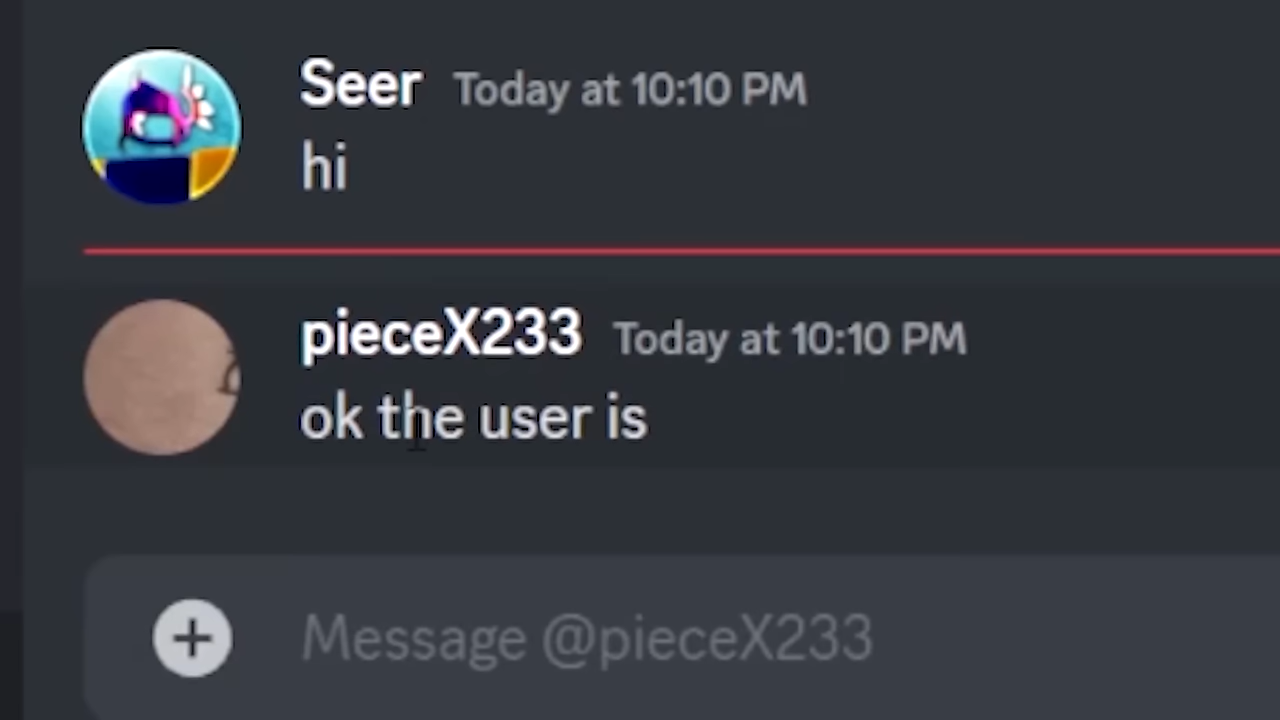 Seer Today at 10:10 PM
hi
pieceX233 Today at 10:10 PM
ok the user is
Message @pieceX233